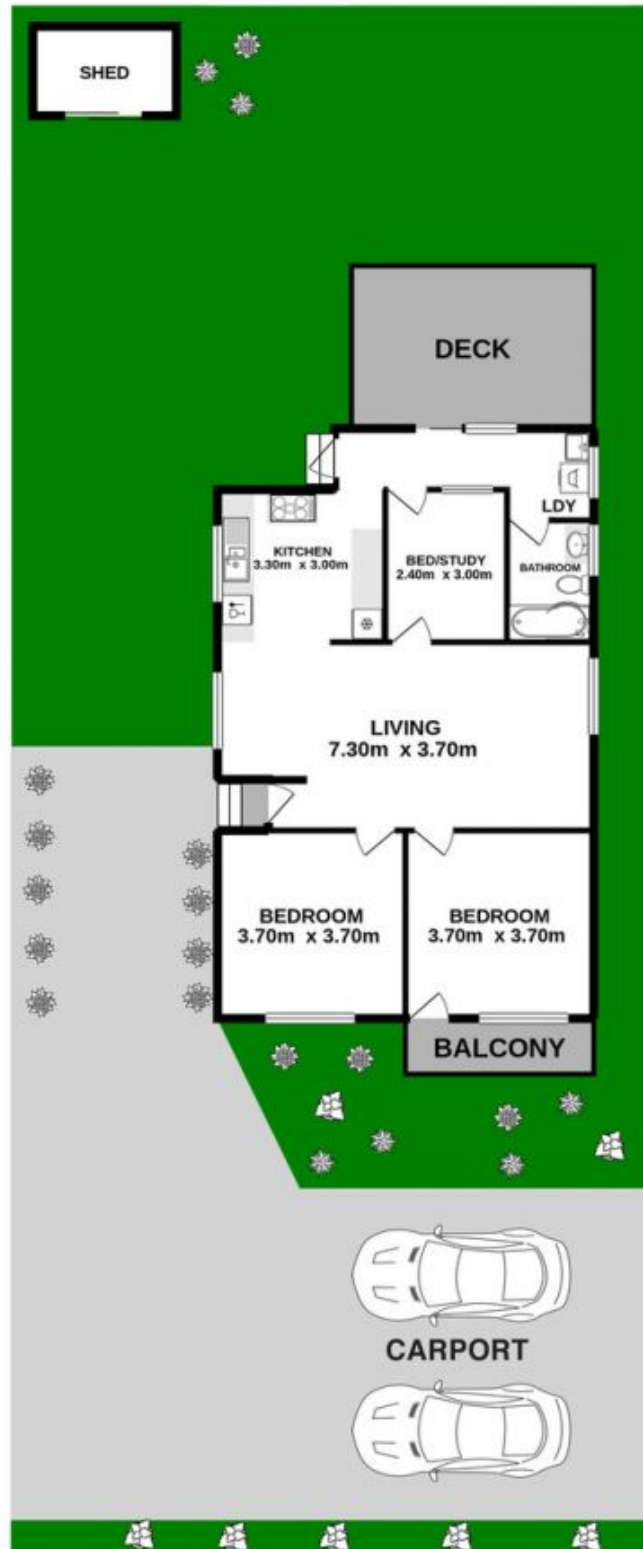 SHED
DECK
LDY
KITCHEN
3.30m x 3.00m
BED/STUDY
2.40m x 3.00m
BATHROOM
LIVING
7.30m x 3.70m
BEDROOM
3.70m x 3.70m
BEDROOM
3.70m x 3.70m
BALCONY
CARPORT